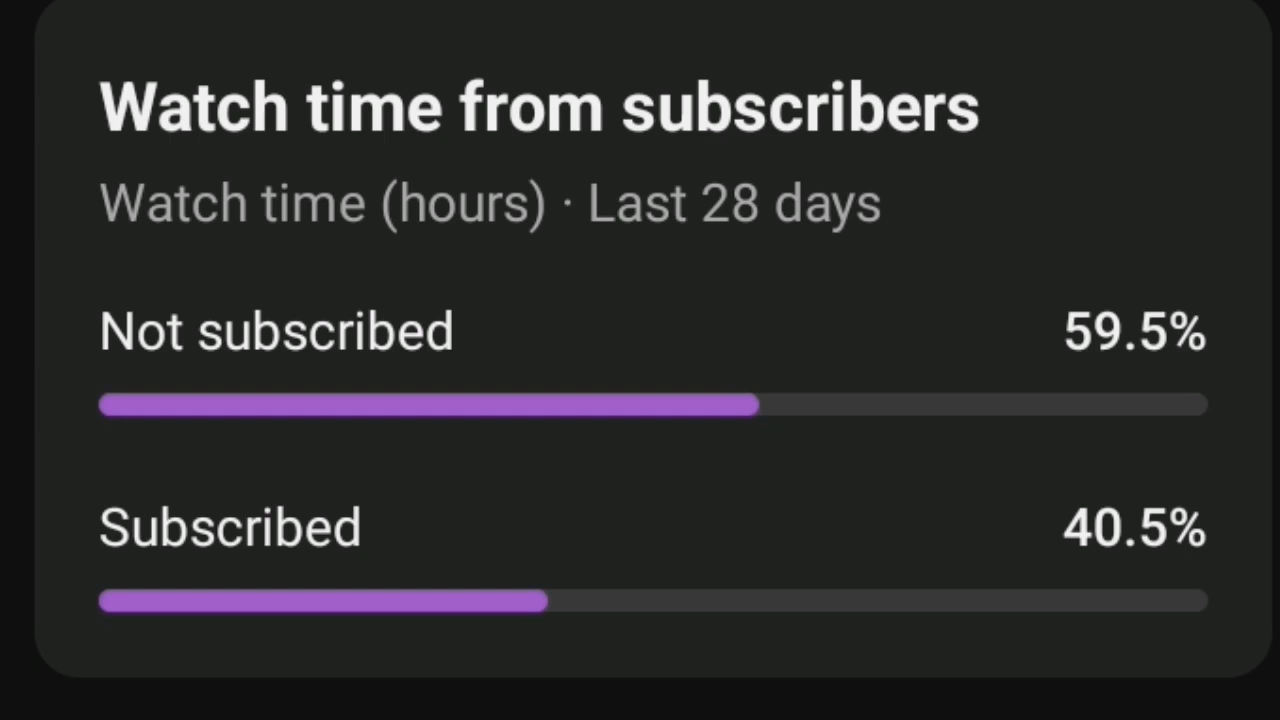 Watch time from subscribers
Watch time (hours) · Last 28 days
Not subscribed 59.5%
Subscribed 40.5%